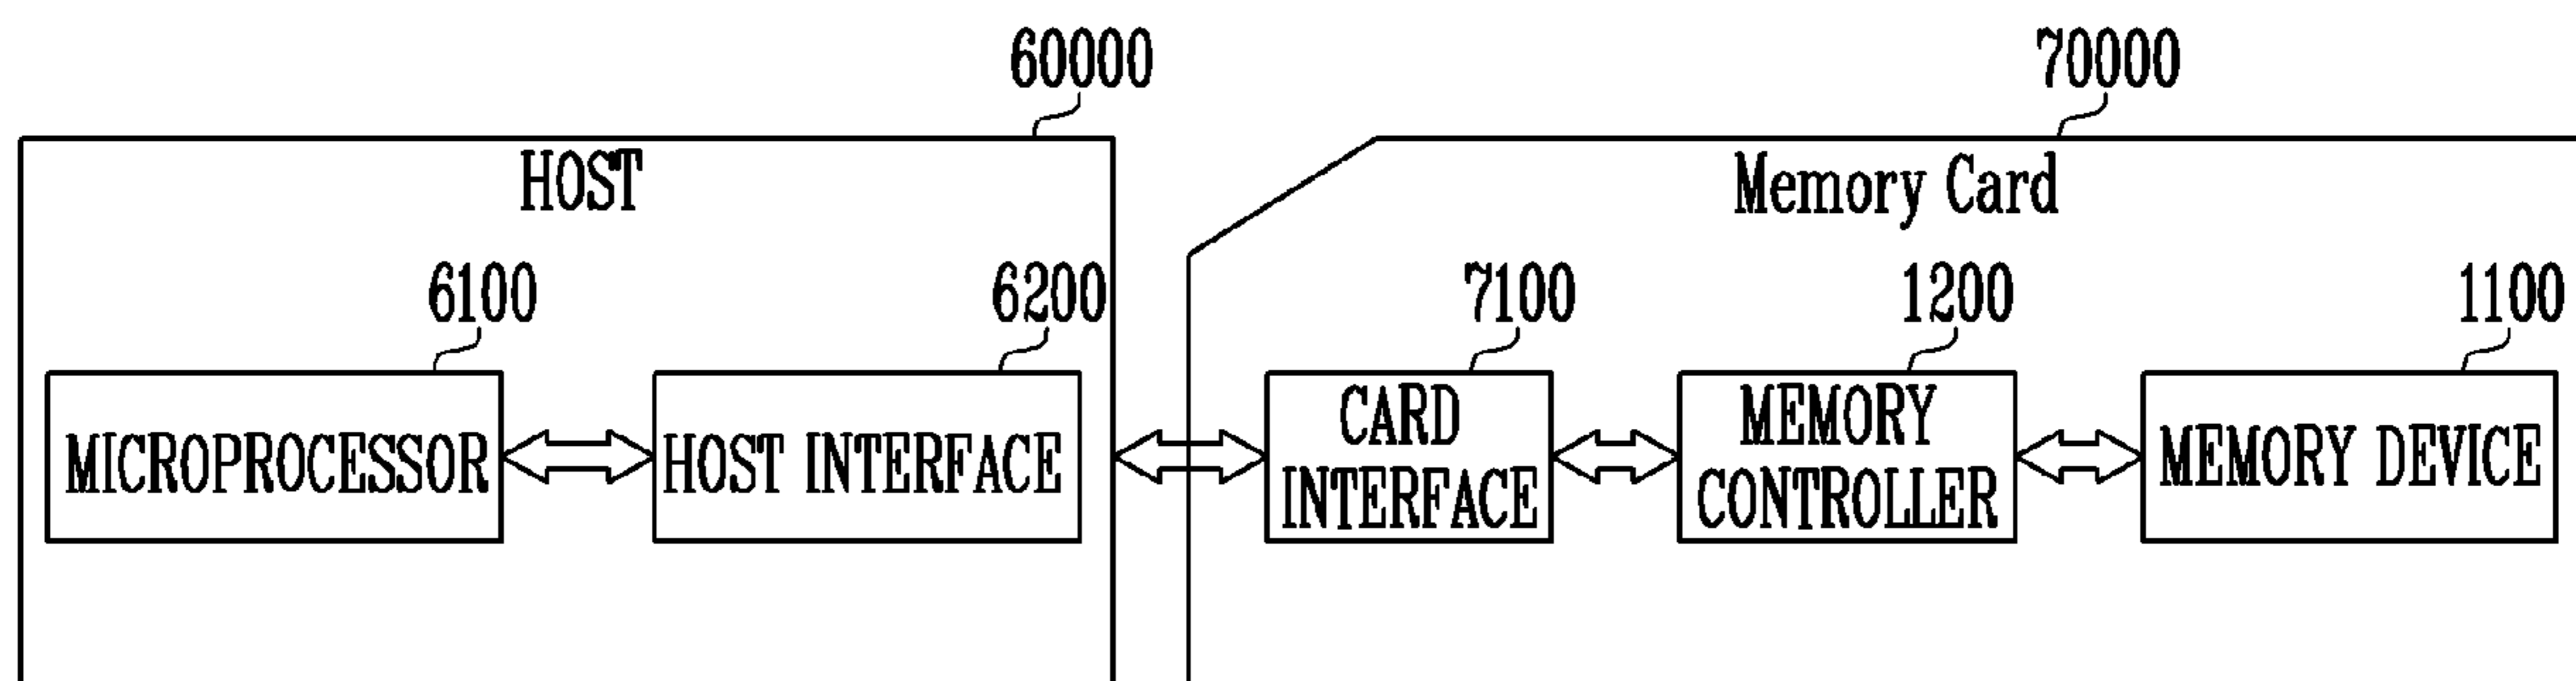 60000
70000
HOST
Memory Card
6100
6200
7100
1200
1100
MICROPROCESSOR
HOST INTERFACE
CARD
INTERFACE
MEMORY
CONTROLLER
MEMORY DEVICE